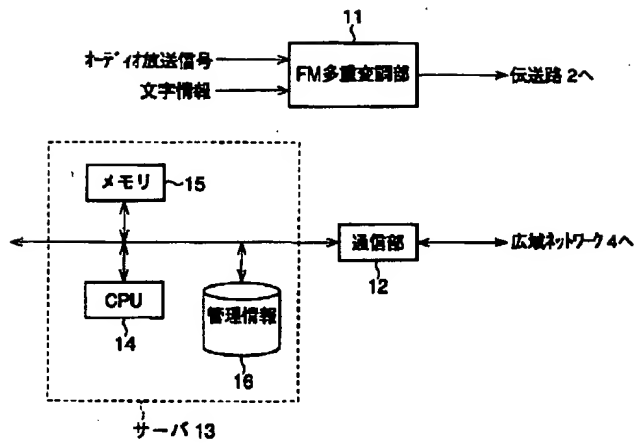 11
オーディオ放送信号
文字情報
FM多重変調部
伝送路2へ
メモリ
15
通信部
12
広域ネットワーク4へ
CPU
14
管理情報
16
サーバ13